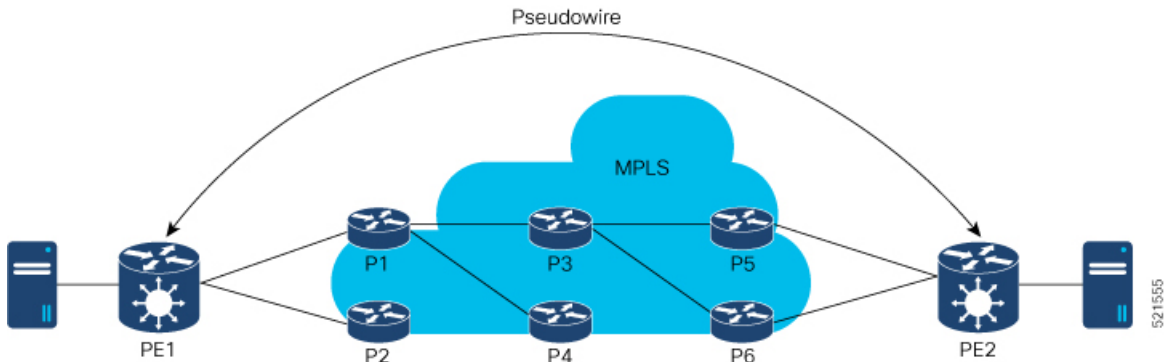 Pseudowire
MPLS
P1 P3 P5
PE1 P2 P4 P6 PE2
521555